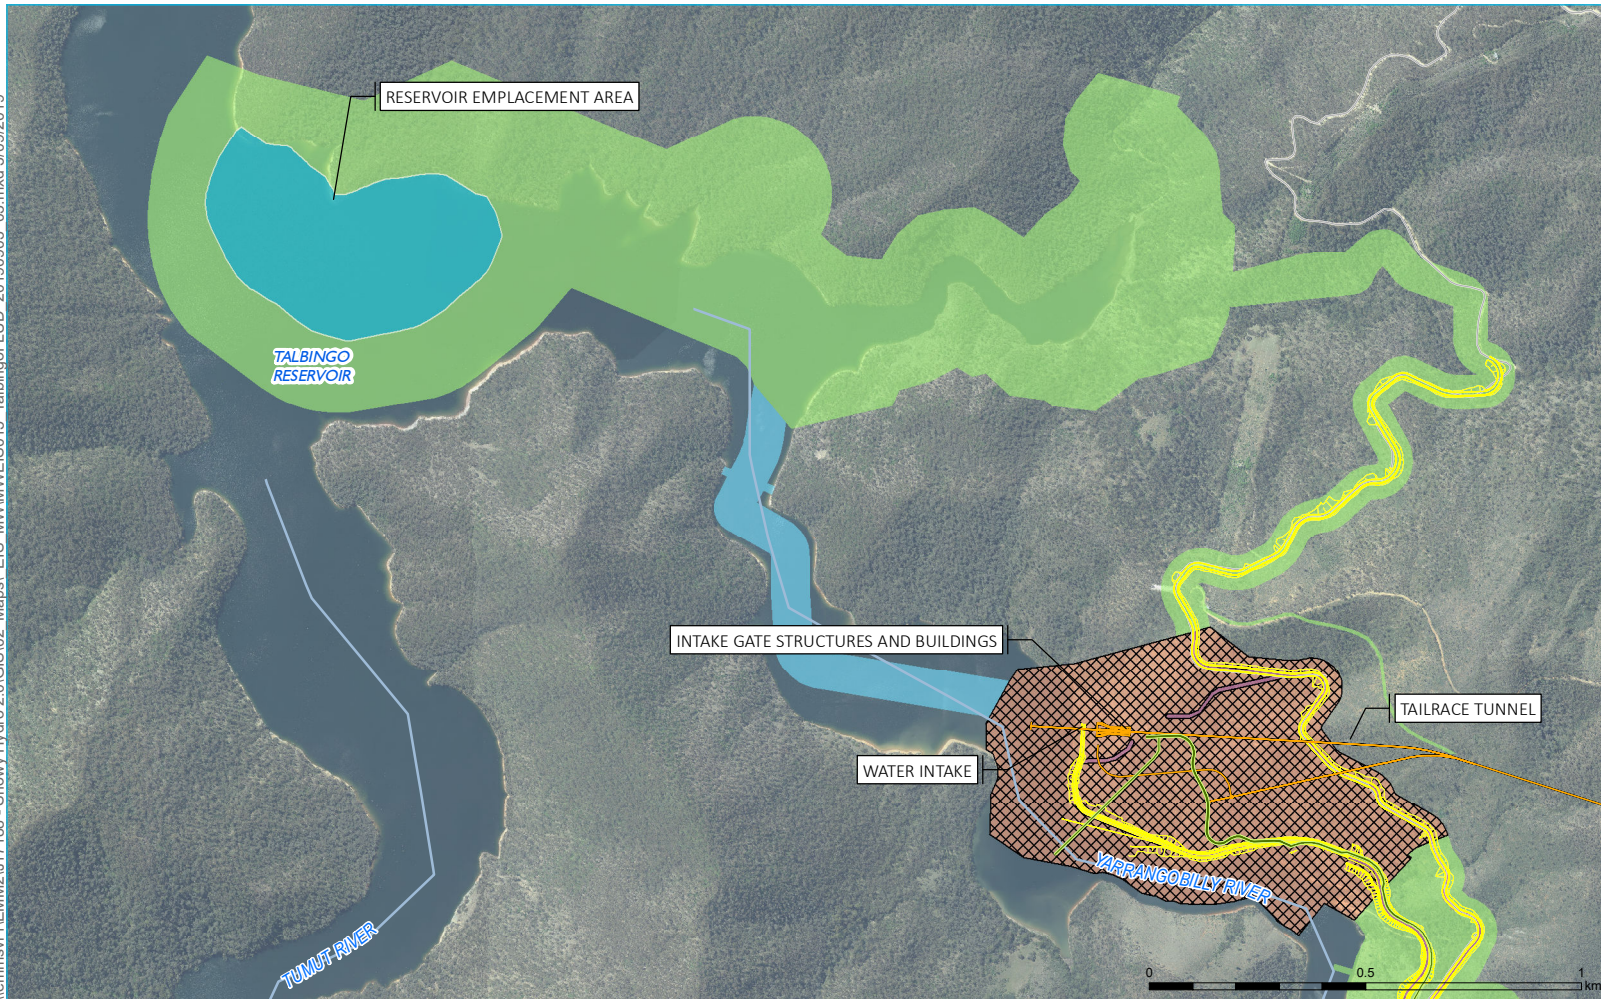 RESERVOIR EMPLACEMENT AREA
TALBINGO
RESERVOIR
INTAKE GATE STRUCTURES AND BUILDINGS
TAILRACE TUNNEL
WATER INTAKE
YARRANGOBILLY RIVER
TUMUT RIVER
0 0.5 1
km